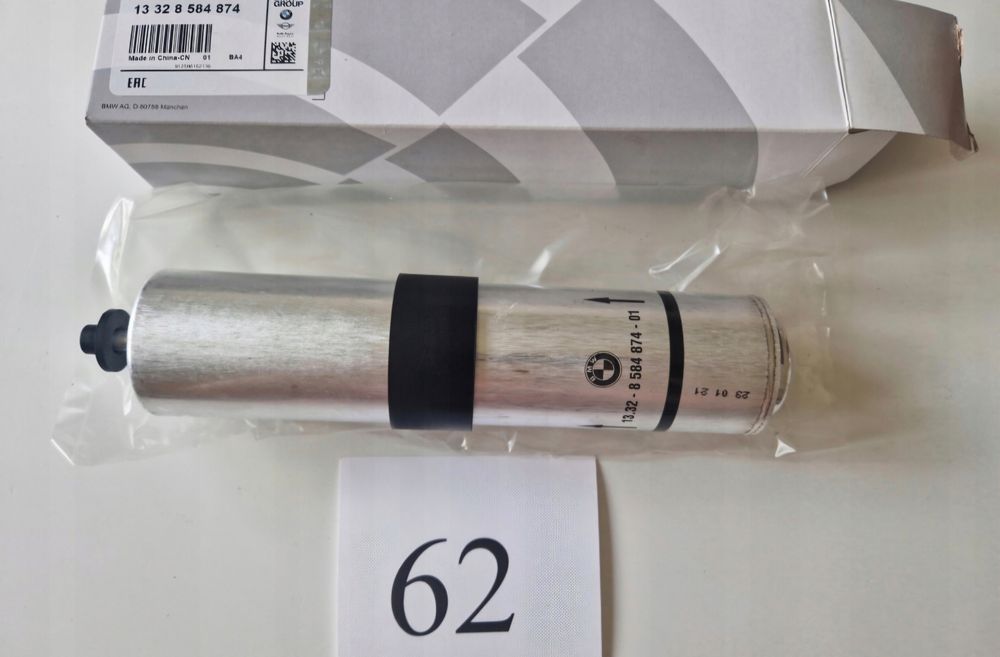 GROUP
13 32 8 584 874
Made in China-CN 01 BA4
EAC
BMW AG, D 80788 München
BMW
13.32 - 8 584 874 - 01
23 01 21
62